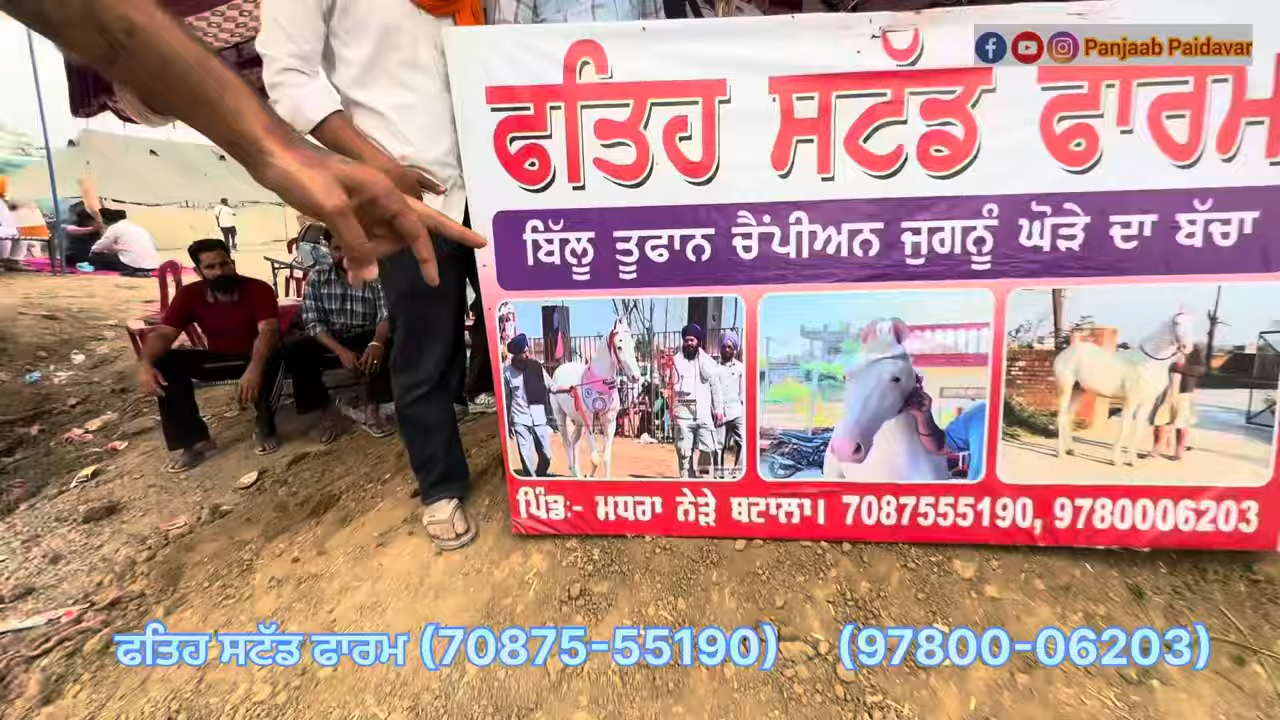 Panjaab Paidavar
ਫਤਿਹ ਸਟੱਡ ਫਾਰਮ
ਬਿੱਲੂ ਤੂਫਾਨ ਚੈਂਪੀਅਨ ਜੁਗਨੂੰ ਘੋੜੇ ਦਾ ਬੱਚਾ
ਪਿੰਡ:- ਮਧਰਾ ਨੇੜੇ ਬਟਾਲਾ। 7087555190, 9780006203
ਫਤਿਹ ਸਟੱਡ ਫਾਰਮ (70875-55190) (97800-06203)